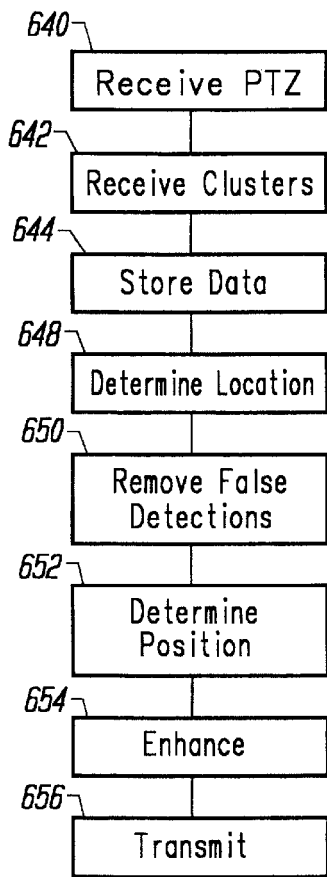 640
Receive PTZ
642
Receive Clusters
644
Store Data
648
Determine Location
650
Remove False
Detections
652
Determine
Position
654
Enhance
656
Transmit